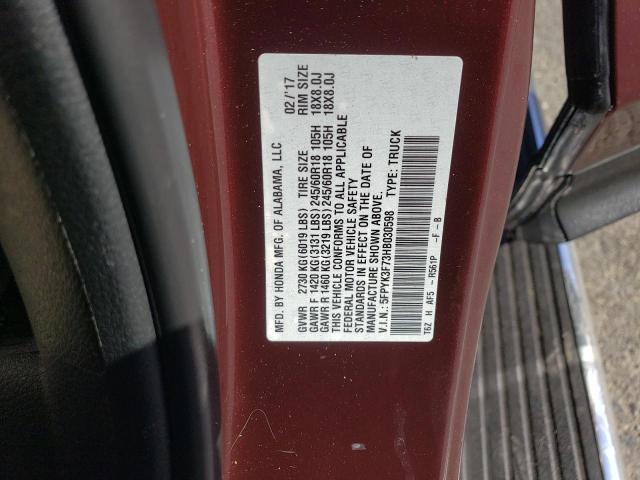 MFD. BY HONDA MFG. OF ALABAMA, LLC 02/'17
GVWR 2730 KG(6019 LBS) TIRE SIZE RIM SIZE
GAWR F 1420 KG(3131 LBS) 245/60R18 105H 18X8.0J
GAWR R 1460 KG(3219 LBS) 245/60R18 105H 18X8.0J
THIS VEHICLE CONFORMS TO ALL APPLICABLE
FEDERAL MOTOR VEHICLE SAFETY
STANDARDS IN EFFECT ON THE DATE OF
MANUFACTURE SHOWN ABOVE.
V.I.N.: 5FPYK3F73HB030598 TYPE: TRUCK
T6Z H AF5 - R561P -F-B